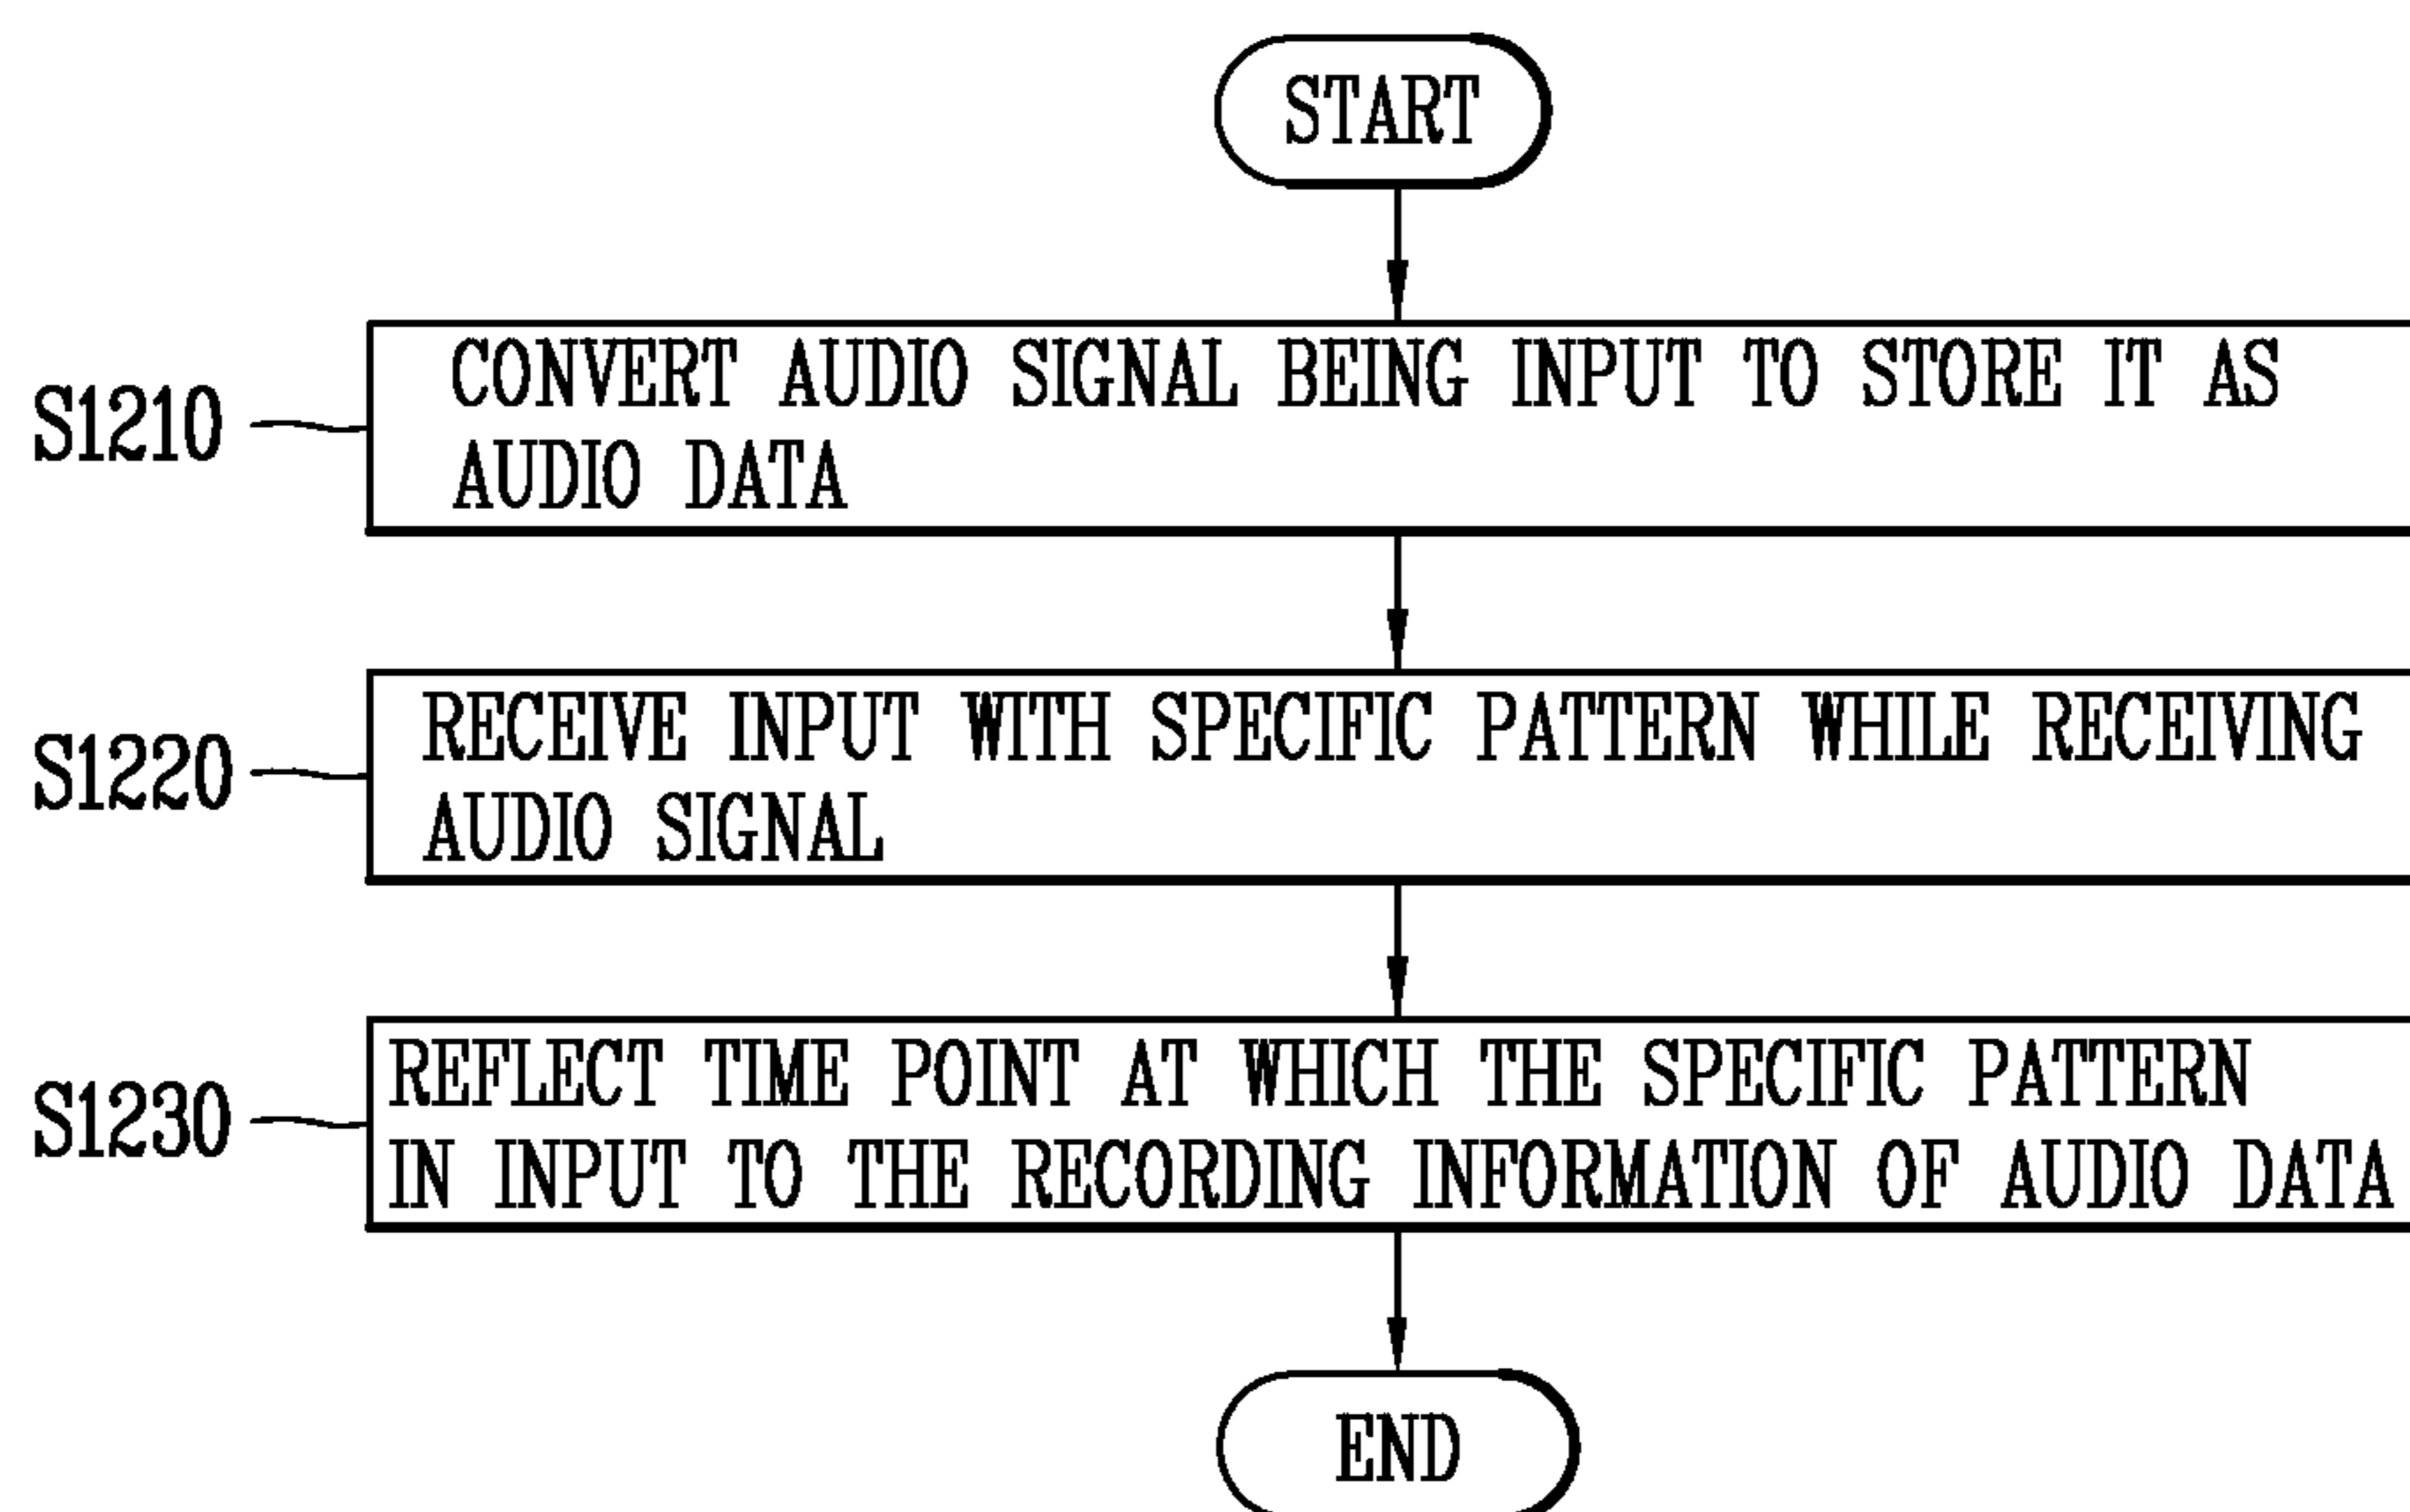 START
S1210
CONVERT AUDIO SIGNAL BEING INPUT TO STORE IT AS
AUDIO DATA
S1220
RECEIVE INPUT WITH SPECIFIC PATTERN WHILE RECEIVING
AUDIO SIGNAL
S1230
REFLECT TIME POINT AT WHICH THE SPECIFIC PATTERN
IN INPUT TO THE RECORDING INFORMATION OF AUDIO DATA
END